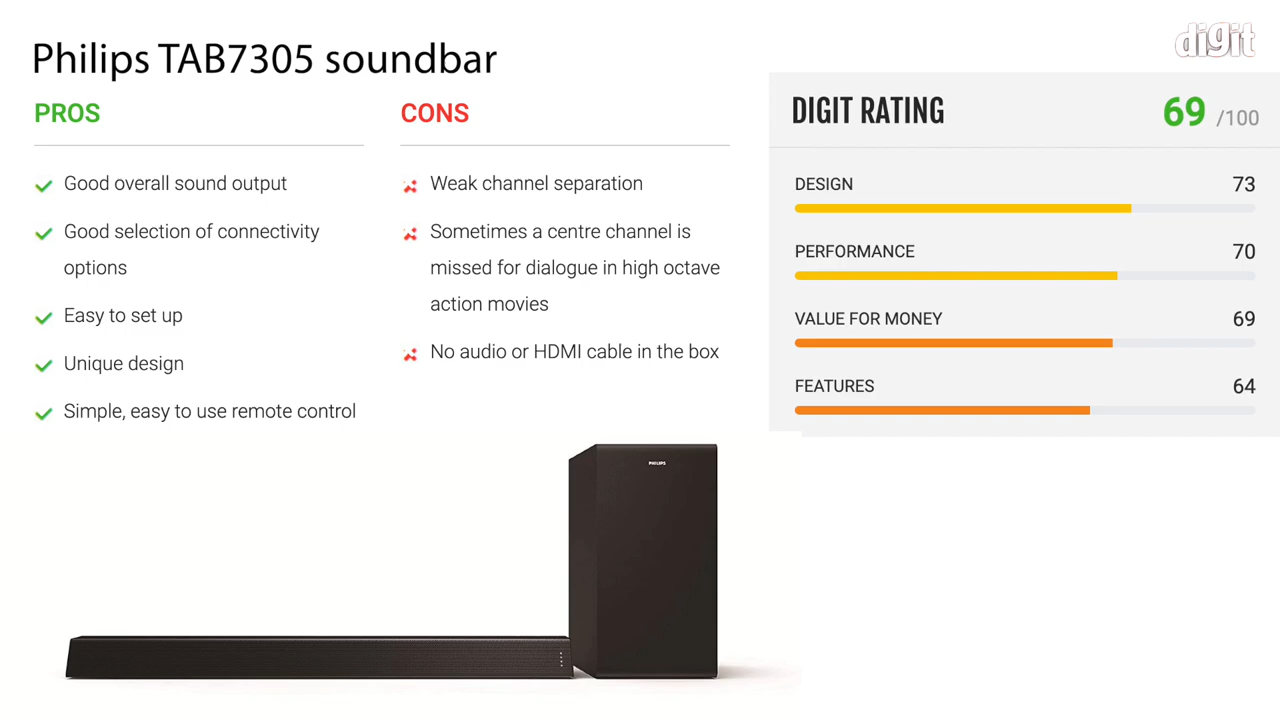 Philips TAB7305 soundbar
digit
PROS
Good overall sound output
Good selection of connectivity
options
Easy to set up
Unique design
Simple, easy to use remote control
CONS
Weak channel separation
Sometimes a centre channel is
missed for dialogue in high octave
action movies
No audio or HDMI cable in the box
DIGIT RATING 69 /100
DESIGN 73
PERFORMANCE 70
VALUE FOR MONEY 69
FEATURES 64
PHILIPS